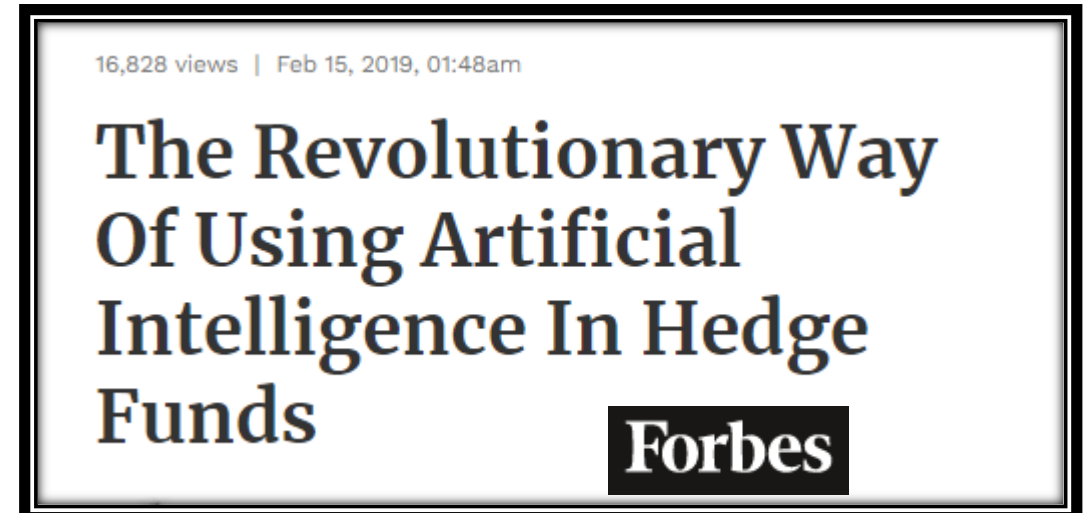 16,828 views | Feb 15, 2019, 01:48am
The Revolutionary Way
Of Using Artificial
Intelligence In Hedge
Funds
Forbes